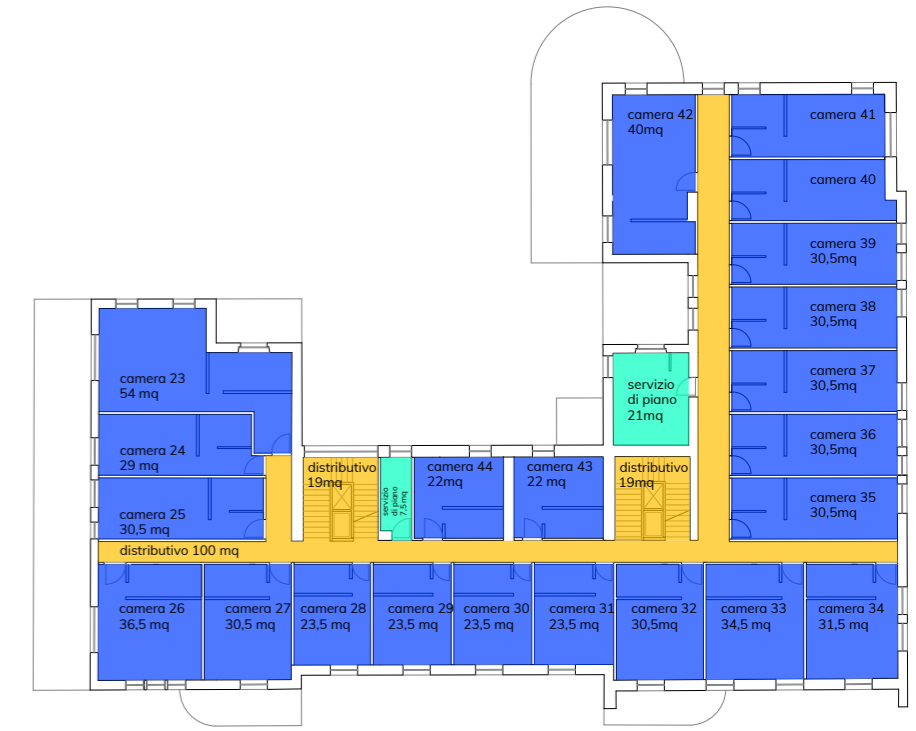 camera 42
40mq
camera 41
camera 40
camera 39
30,5mq
camera 38
30,5mq
camera 37
30,5mq
camera 36
30,5mq
camera 35
30,5mq
servizio
di piano
21mq
camera 23
54 mq
camera 24
29 mq
camera 25
30,5 mq
distributivo
19mq
servizio
di piano
7,5 mq
camera 44
22mq
camera 43
22 mq
distributivo
19mq
distributivo 100 mq
camera 26
36,5 mq
camera 27
30,5 mq
camera 28
23,5 mq
camera 29
23,5 mq
camera 30
23,5 mq
camera 31
23,5 mq
camera 32
30,5mq
camera 33
34,5 mq
camera 34
31,5 mq